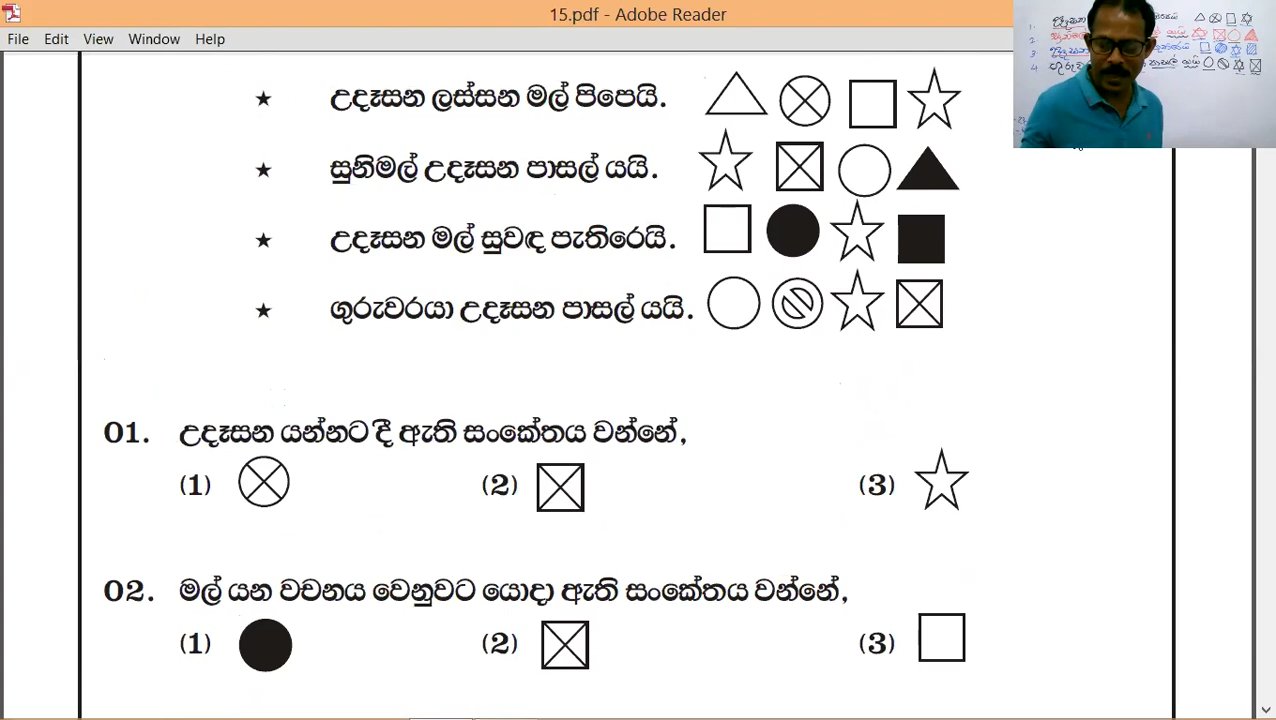 15.pdf - Adobe Reader
File Edit View Window Help
★ උදෑසන ලස්සන මල් පිපෙයි.
★ සුනිමල් උදෑසන පාසල් යයි.
★ උදෑසන මල් සුවඳ පැතිරෙයි.
★ ගුරුවරයා උදෑසන පාසල් යයි.
01. උදෑසන යන්නට දී ඇති සංකේතය වන්නේ,
(1) (2) (3)
02. මල් යන වචනය වෙනුවට යොදා ඇති සංකේතය වන්නේ,
(1) (2) (3)